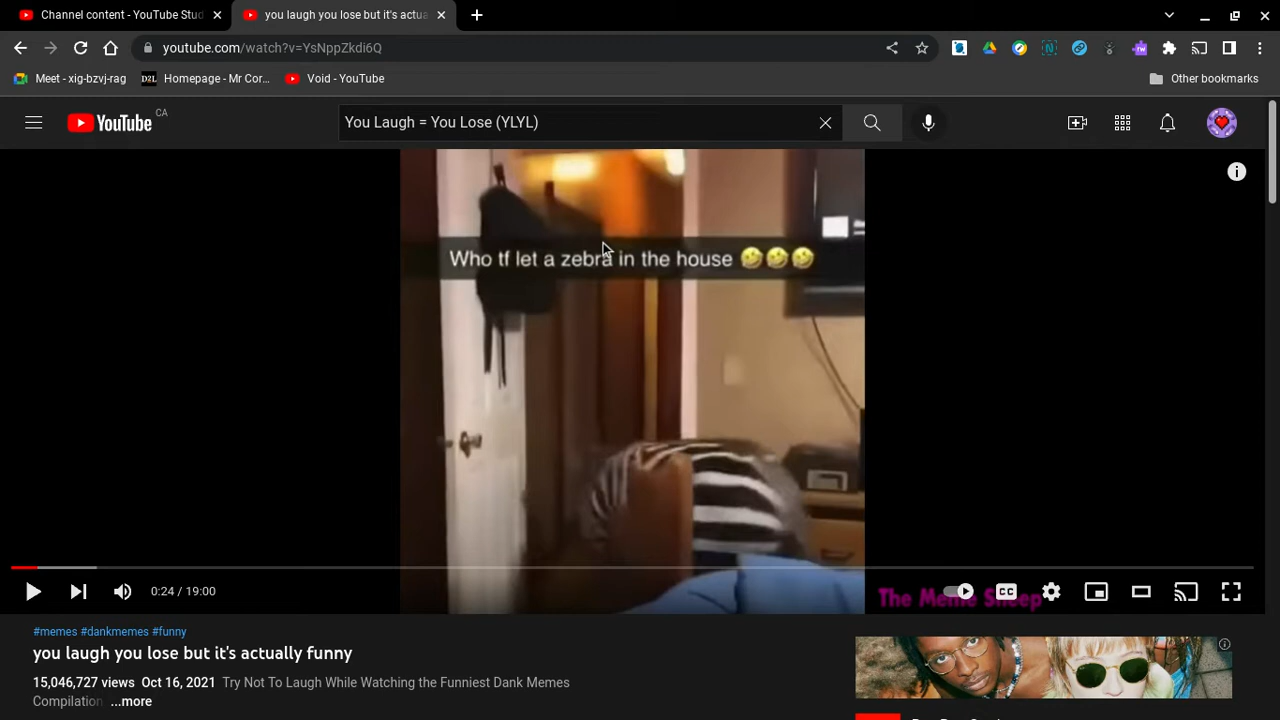 Channel content - YouTube Stud
you laugh you lose but it's actua
youtube.com/watch?v=YsNppZkdi6Q
Meet - xig-bzvj-rag
D2L
Homepage - Mr Cor...
Void - YouTube
Other bookmarks
YouTube CA
You Laugh = You Lose (YLYL)
Who tf let a zebra in the house 🤣🤣🤣
0:24 / 19:00
CC
The Meme Sheep
#memes #dankmemes #funny
you laugh you lose but it's actually funny
15,046,727 views Oct 16, 2021 Try Not To Laugh While Watching the Funniest Dank Memes
Compilation ...more